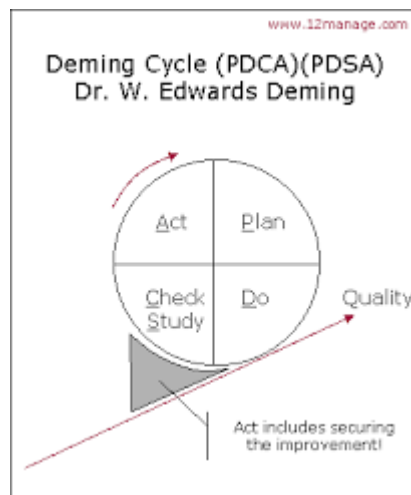 www.12manage.com
Deming Cycle (PDCA)(PDSA)
Dr. W. Edwards Deming
Act
Plan
Check
Study
Do
Quality
Act includes securing
the improvement!